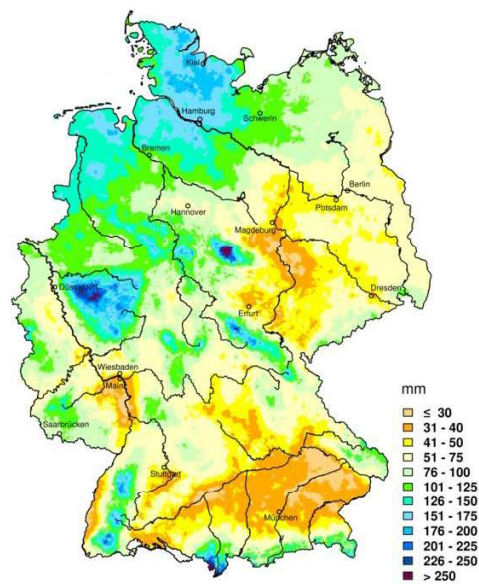 Kiel
Hamburg
Schwerin
Bremen
Berlin
Hannover
Potsdam
Magdeburg
Düsseldorf
Dresden
Erfurt
Wiesbaden
Mainz
Saarbrücken
Stuttgart
München
mm
≤ 30
31 - 40
41 - 50
51 - 75
76 - 100
101 - 125
126 - 150
151 - 175
176 - 200
201 - 225
226 - 250
> 250